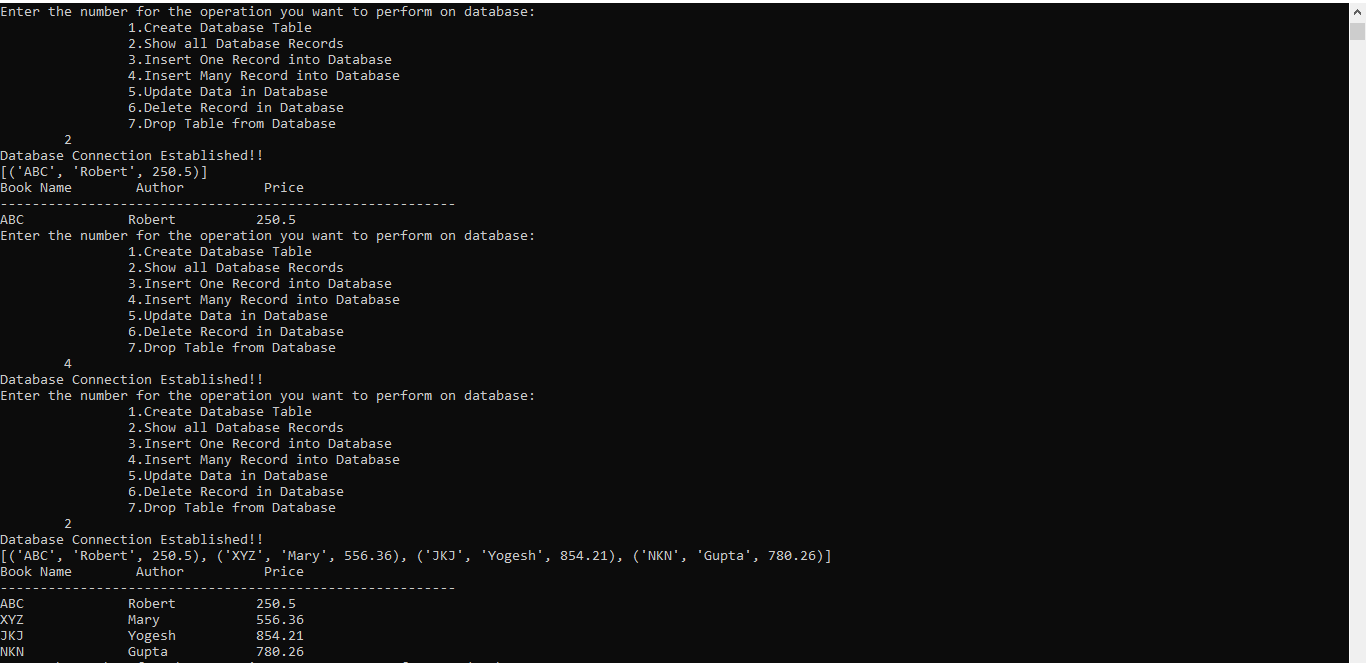 Enter the number for the operation you want to perform on database:
1.Create Database Table
2.Show all Database Records
3.Insert One Record into Database
4.Insert Many Record into Database
5.Update Data in Database
6.Delete Record in Database
7.Drop Table from Database
2
Database Connection Established!!
[('ABC', 'Robert', 250.5)]
Book Name Author Price
---------------------------------------------------------
ABC Robert 250.5
Enter the number for the operation you want to perform on database:
1.Create Database Table
2.Show all Database Records
3.Insert One Record into Database
4.Insert Many Record into Database
5.Update Data in Database
6.Delete Record in Database
7.Drop Table from Database
4
Database Connection Established!!
Enter the number for the operation you want to perform on database:
1.Create Database Table
2.Show all Database Records
3.Insert One Record into Database
4.Insert Many Record into Database
5.Update Data in Database
6.Delete Record in Database
7.Drop Table from Database
2
Database Connection Established!!
[('ABC', 'Robert', 250.5), ('XYZ', 'Mary', 556.36), ('JKJ', 'Yogesh', 854.21), ('NKN', 'Gupta', 780.26)]
Book Name Author Price
---------------------------------------------------------
ABC Robert 250.5
XYZ Mary 556.36
JKJ Yogesh 854.21
NKN Gupta 780.26